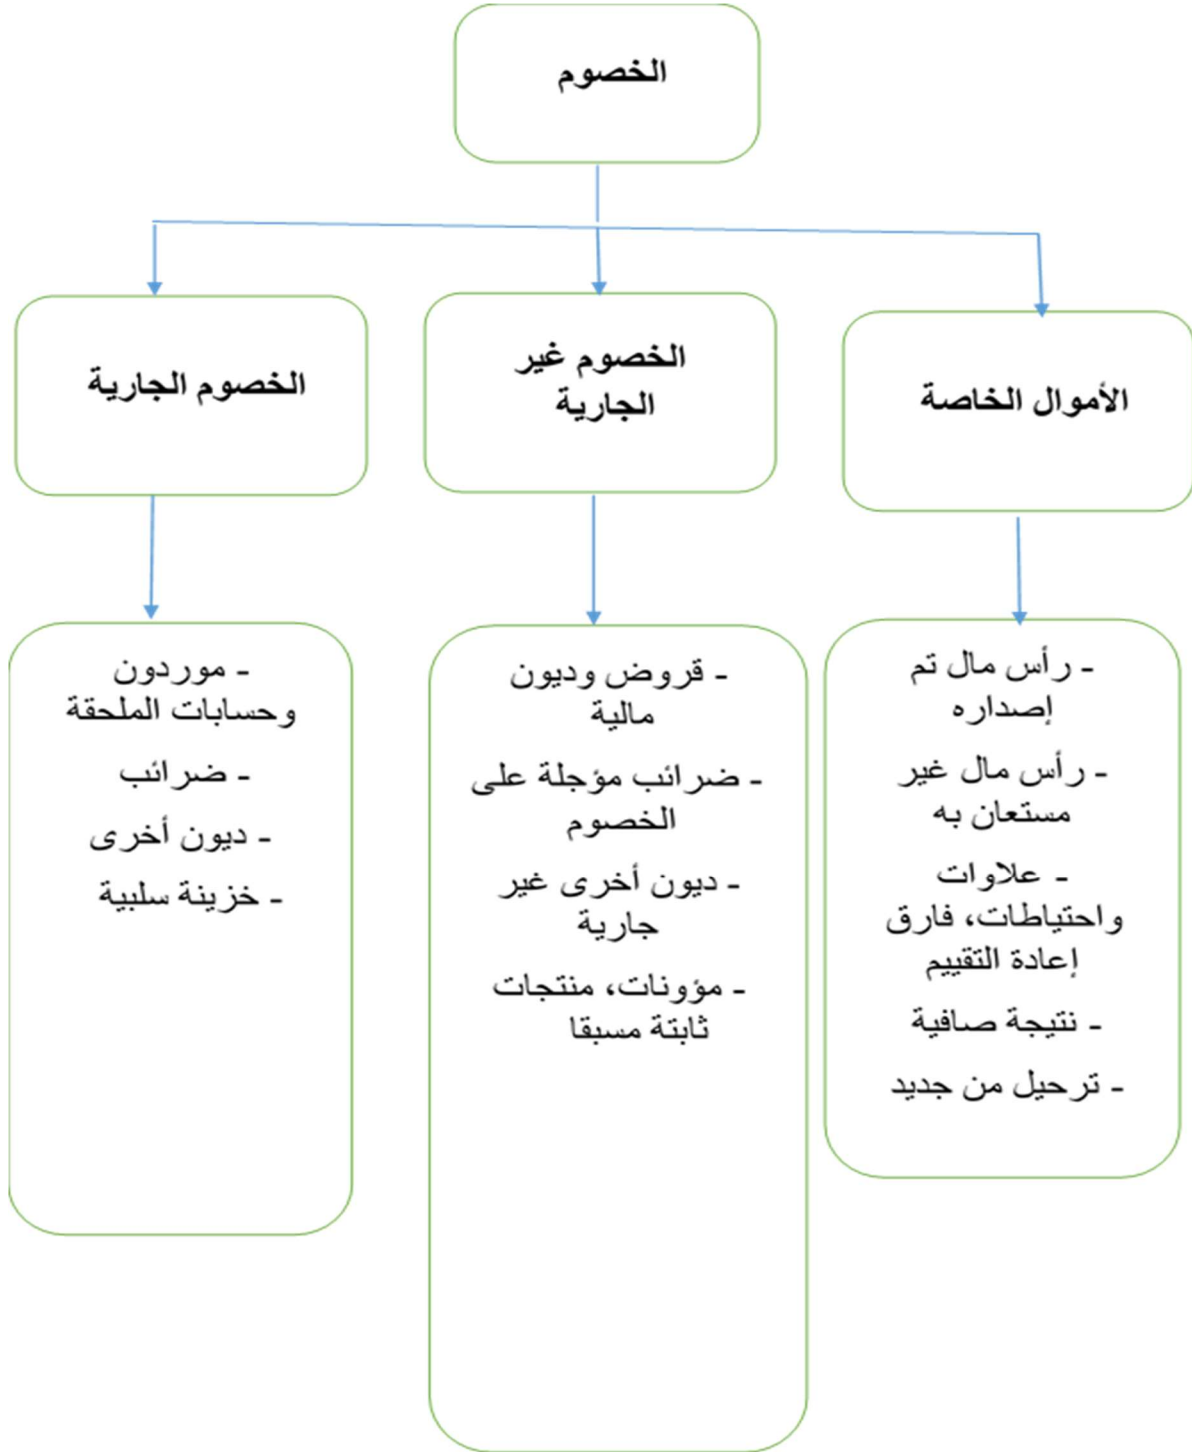 الخصوم
الأموال الخاصة
الخصوم غير
الجارية
الخصوم الجارية
- رأس مال تم
إصداره
- رأس مال غير
مستعان به
- علاوات
واحتياطات، فارق
إعادة التقييم
- نتيجة صافية
- ترحيل من جديد
- قروض وديون
مالية
- ضرائب مؤجلة على
الخصوم
- ديون أخرى غير
جارية
- مؤونات، منتجات
ثابتة مسبقا
- موردون
وحسابات الملحقة
- ضرائب
- ديون أخرى
- خزينة سلبية